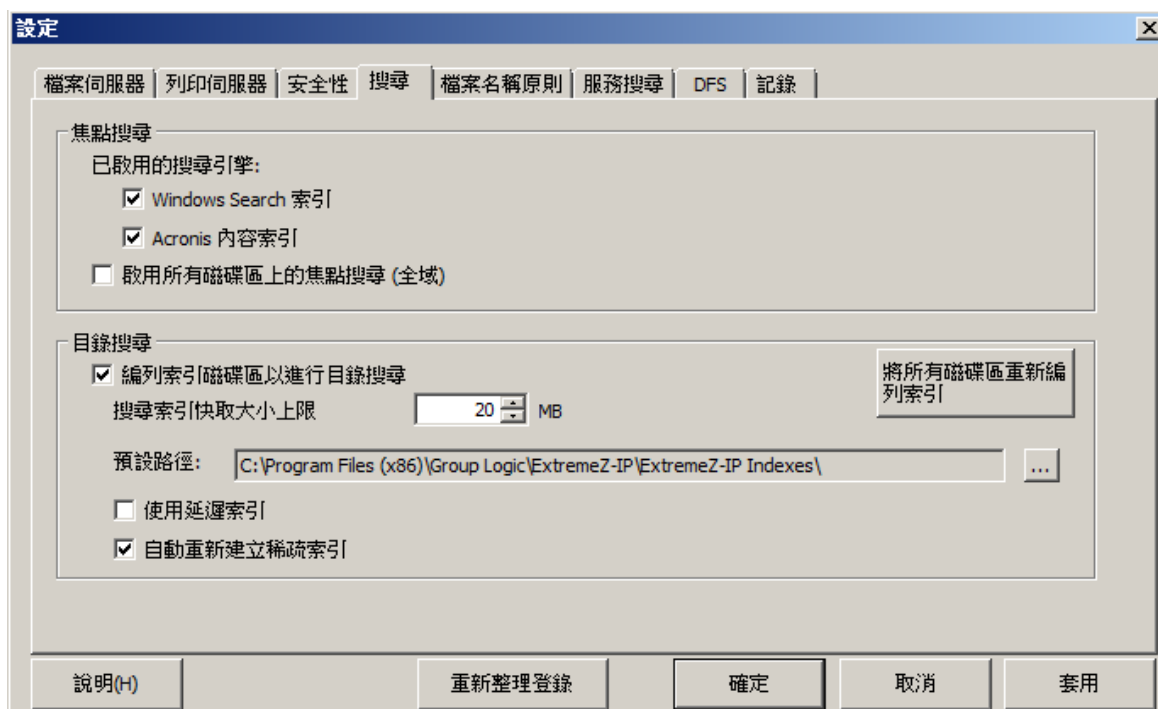 設定
檔案伺服器 列印伺服器 安全性 搜尋 檔案名稱原則 服務搜尋 DFS 記錄
焦點搜尋
已啟用的搜尋引擎:
Windows Search 索引
Acronis 內容索引
啟用所有磁碟區上的焦點搜尋 (全域)
目錄搜尋
編列索引磁碟區以進行目錄搜尋
將所有磁碟區重新編
列索引
搜尋索引快取大小上限 20 MB
預設路徑: C:\Program Files (x86)\Group Logic\ExtremeZ-IP\ExtremeZ-IP Indexes\ ...
使用延遲索引
自動重新建立稀疏索引
說明(H) 重新整理登錄 確定 取消 套用